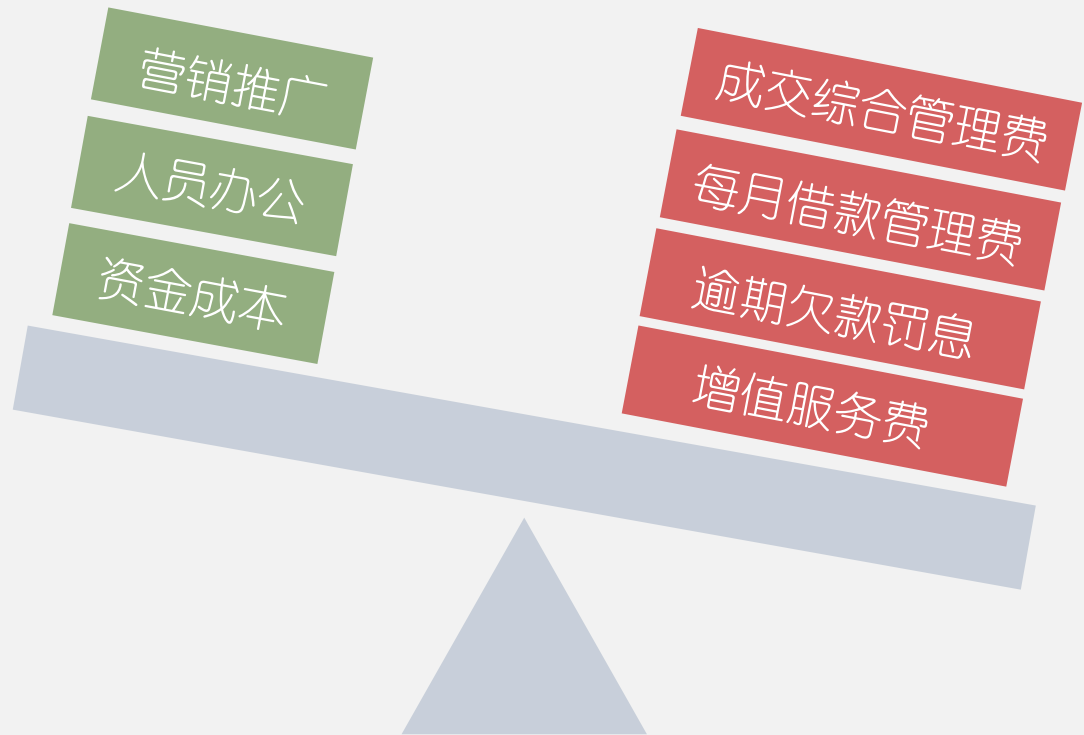 营销推广
人员办公
资金成本
成交综合管理费
每月借款管理费
逾期欠款罚息
增值服务费